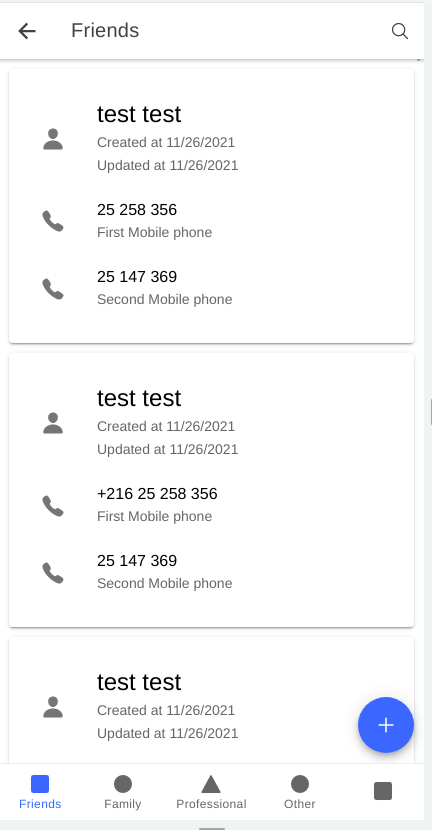 Friends
test test
Created at 11/26/2021
Updated at 11/26/2021
25 258 356
First Mobile phone
25 147 369
Second Mobile phone
test test
Created at 11/26/2021
Updated at 11/26/2021
+216 25 258 356
First Mobile phone
25 147 369
Second Mobile phone
test test
Created at 11/26/2021
Updated at 11/26/2021
Friends Family Professional Other